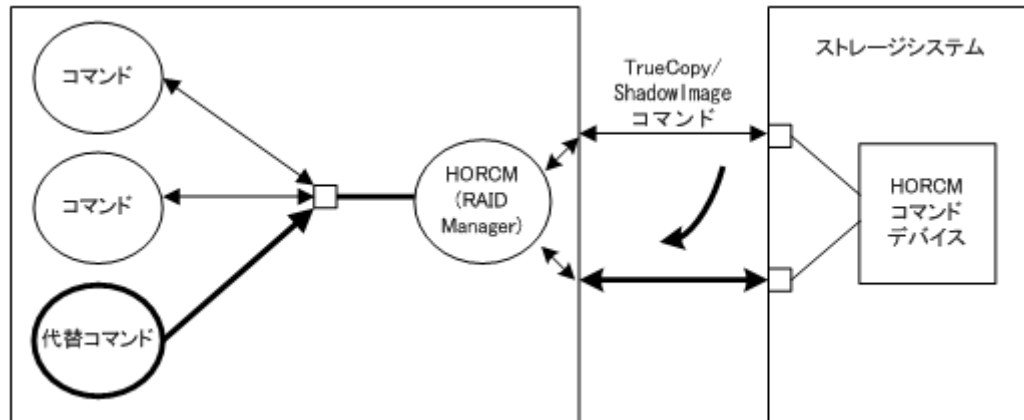 コマンド
コマンド
代替コマンド
HORCM
(RAID
Manager)
TrueCopy/
ShadowImage
コマンド
ストレージシステム
HORCM
コマンド
デバイス